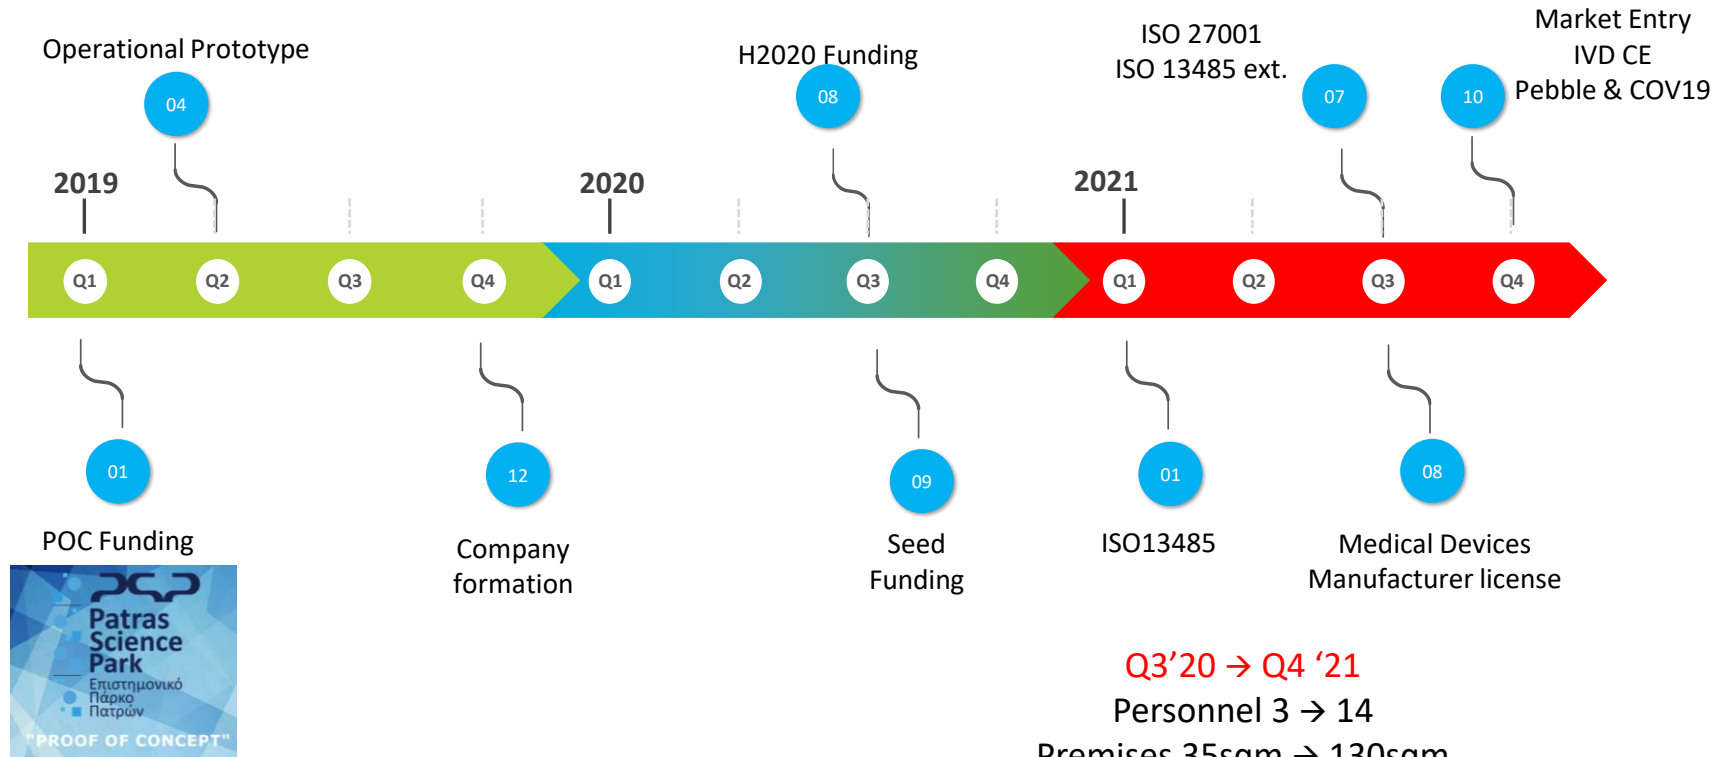 Operational Prototype
04
H2020 Funding
08
ISO 27001
ISO 13485 ext.
07
10
Market Entry
IVD CE
Pebble & COV19
2019
2020
2021
Q1
Q2
Q3
Q4
Q1
Q2
Q3
Q4
Q1
Q2
Q3
Q4
01
POC Funding
12
Company
formation
09
Seed
Funding
01
ISO13485
08
Medical Devices
Manufacturer license
Patras
Science
Park
Επιστημονικό
Πάρκο
Πατρών
"PROOF OF CONCEPT"
Q3’20 → Q4 ‘21
Personnel 3 → 14
Premises 35sqm → 130sqm